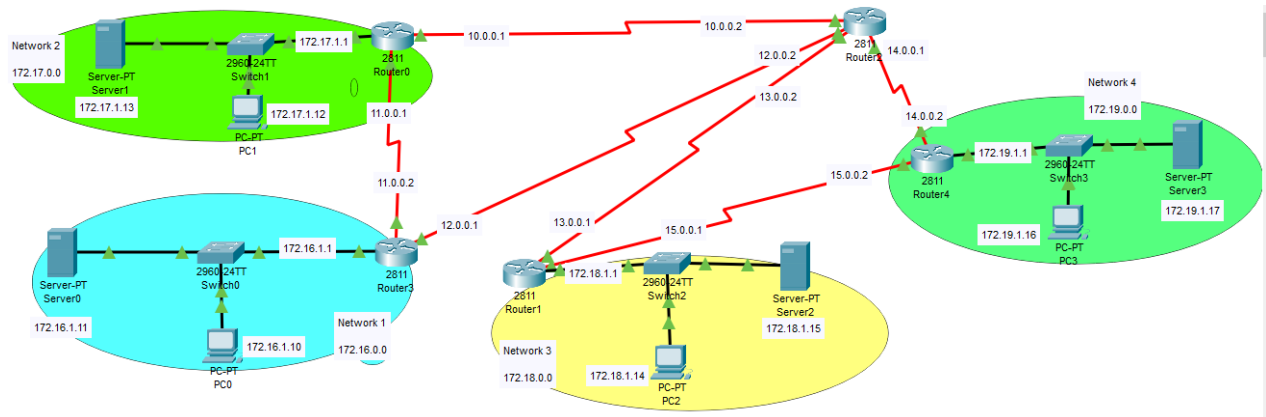 Network 2
172.17.0.0
Server-PT
Server1
172.17.1.13
2960-24TT
Switch1
172.17.1.1
PC-PT
PC1
172.17.1.12
2811
Router0
10.0.0.1
10.0.0.2
11.0.0.1
11.0.0.2
2811
Router2
12.0.0.2
13.0.0.2
14.0.0.1
14.0.0.2
Network 4
172.19.0.0
2811
Router4
172.19.1.1
2960-24TT
Switch3
Server-PT
Server3
172.19.1.17
172.19.1.16
PC-PT
PC3
15.0.0.2
12.0.0.1
13.0.0.1
15.0.0.1
Server-PT
Server0
172.16.1.11
2960-24TT
Switch0
172.16.1.1
2811
Router3
172.16.1.10
PC-PT
PC0
Network 1
172.16.0.0
2811
Router1
172.18.1.1
2960-24TT
Switch2
Server-PT
Server2
172.18.1.15
Network 3
172.18.0.0
172.18.1.14
PC-PT
PC2